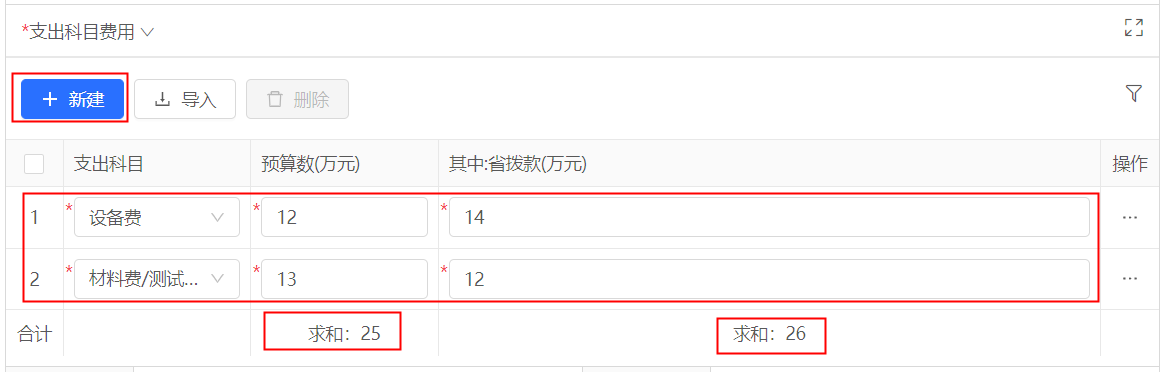 *支出科目费用
新建 导入 删除
支出科目 预算数(万元) 其中:省拨款(万元) 操作
1 * 设备费 * 12 * 14 ...
2 * 材料费/测试... * 13 * 12 ...
合计 求和：25 求和：26